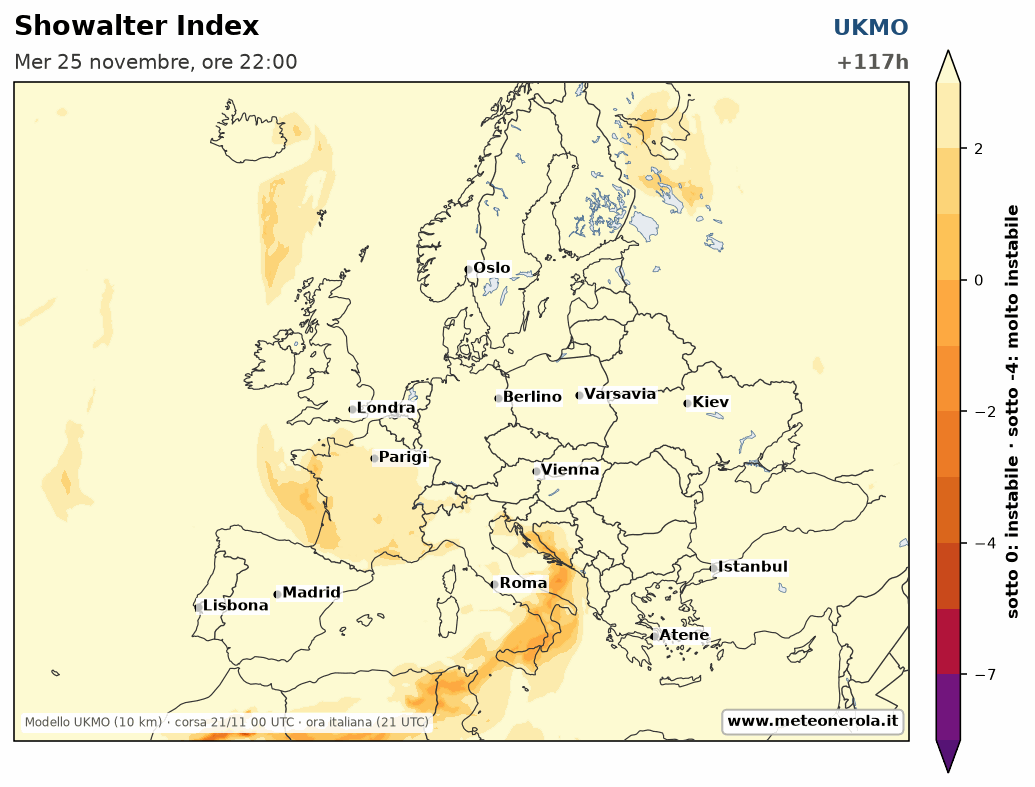 Showalter Index
UKMO
Mer 25 novembre, ore 22:00
+117h
2
0
−2
−4
−7
sotto 0: instabile · sotto -4: molto instabile
Oslo
Berlino
Varsavia
Kiev
Londra
Parigi
Vienna
Istanbul
Roma
Madrid
Lisbona
Atene
Modello UKMO (10 km) · corsa 21/11 00 UTC · ora italiana (21 UTC)
www.meteonerola.it